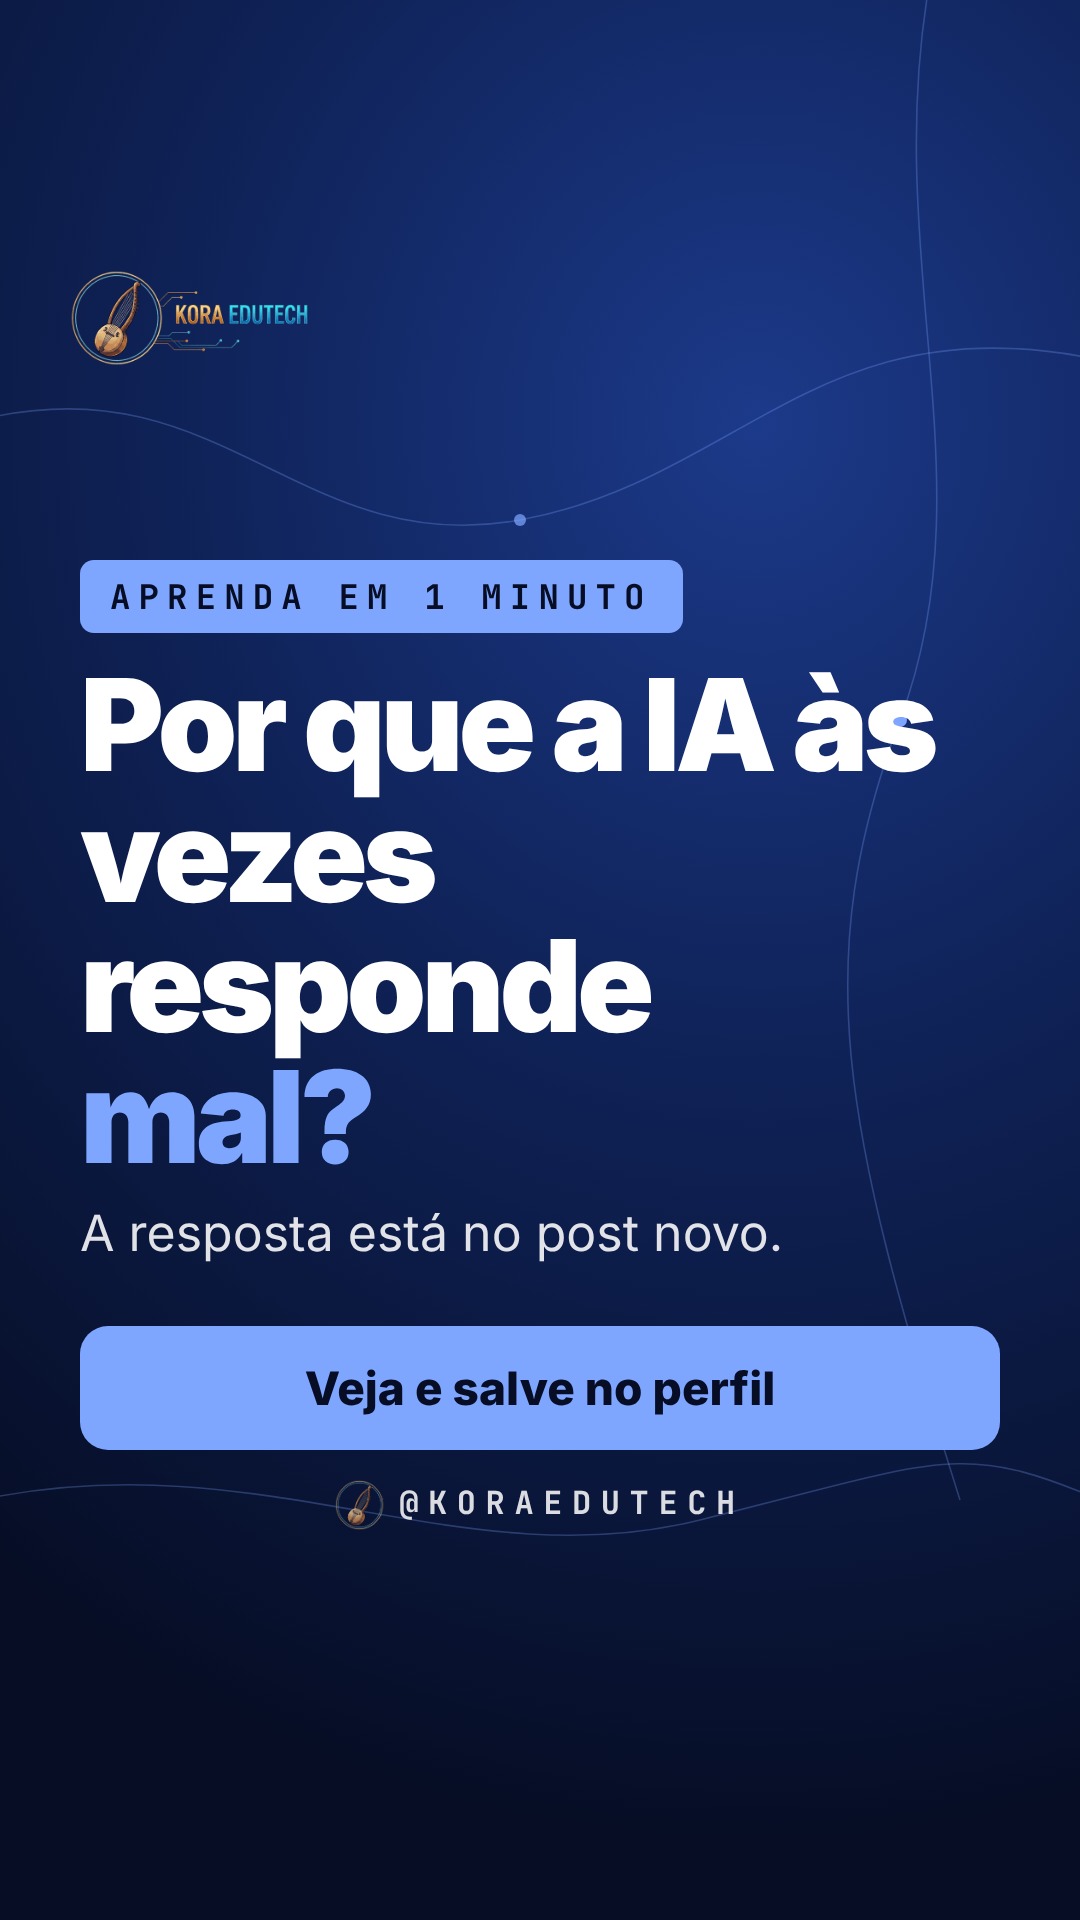 KORA EDUTECH
APRENDA EM 1 MINUTO
Por que a IA às
vezes
responde
mal?
A resposta está no post novo.
Veja e salve no perfil
@KORAEDUTECH